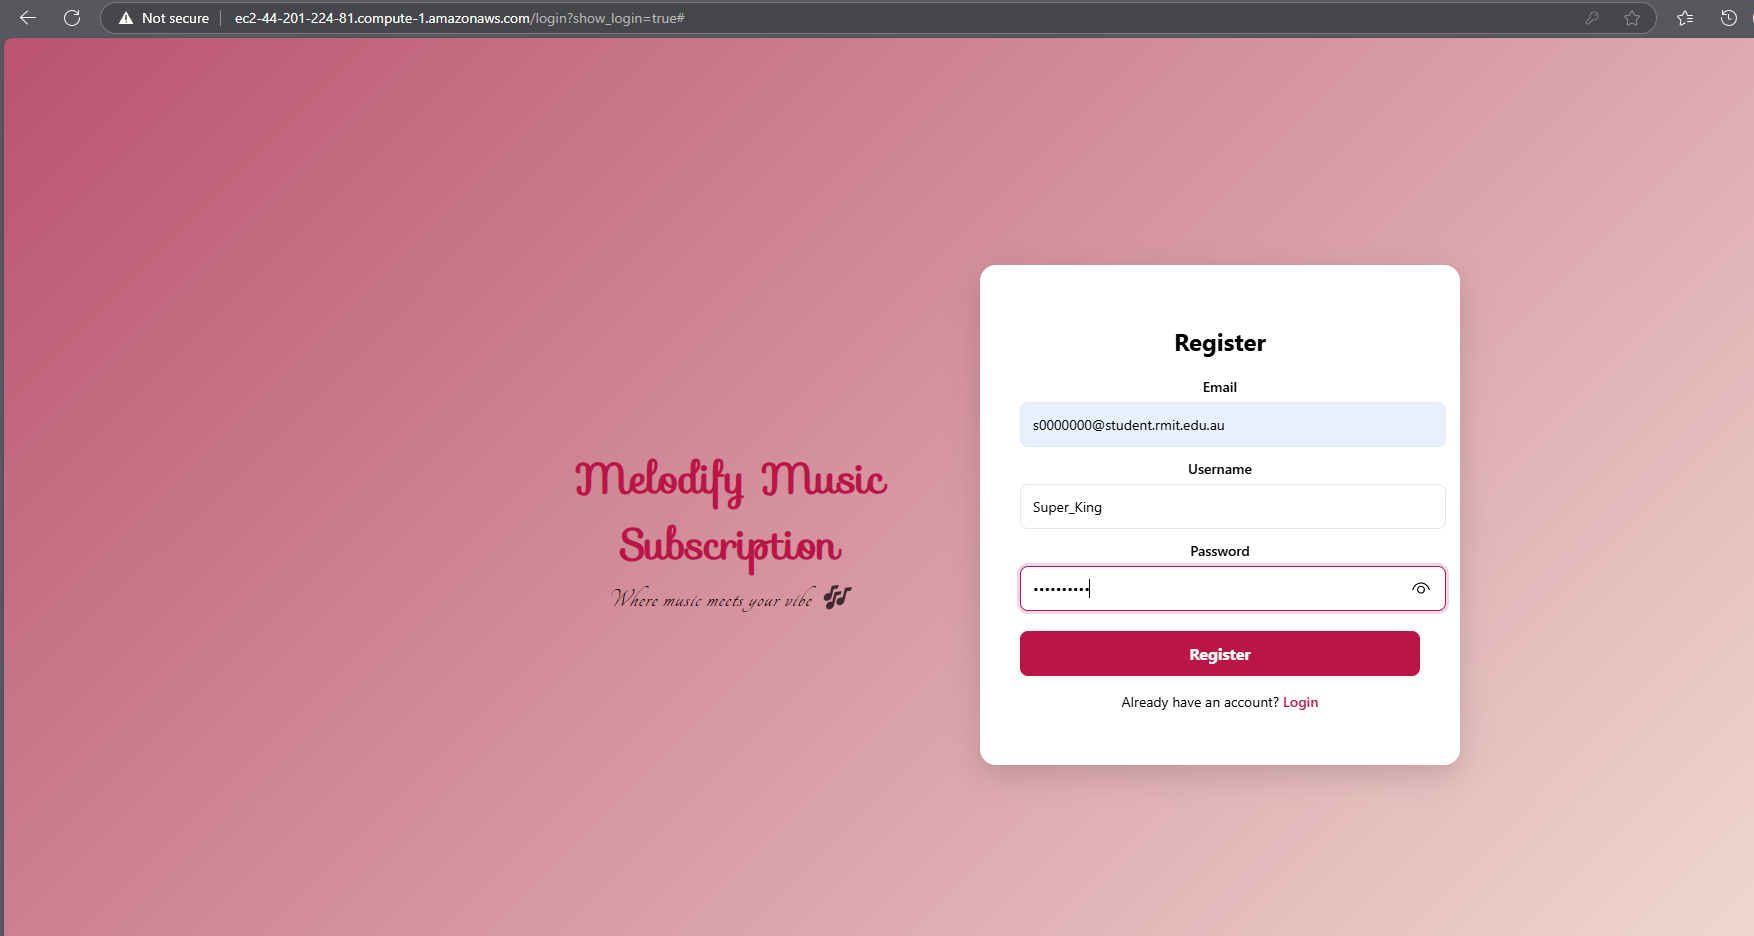 Not secure
ec2-44-201-224-81.compute-1.amazonaws.com/login?show_login=true#
Melodify Music
Subscription
Where music meets your vibe 🎶
Register
Email
s0000000@student.rmit.edu.au
Username
Super_King
Password
••••••••••
Register
Already have an account? Login